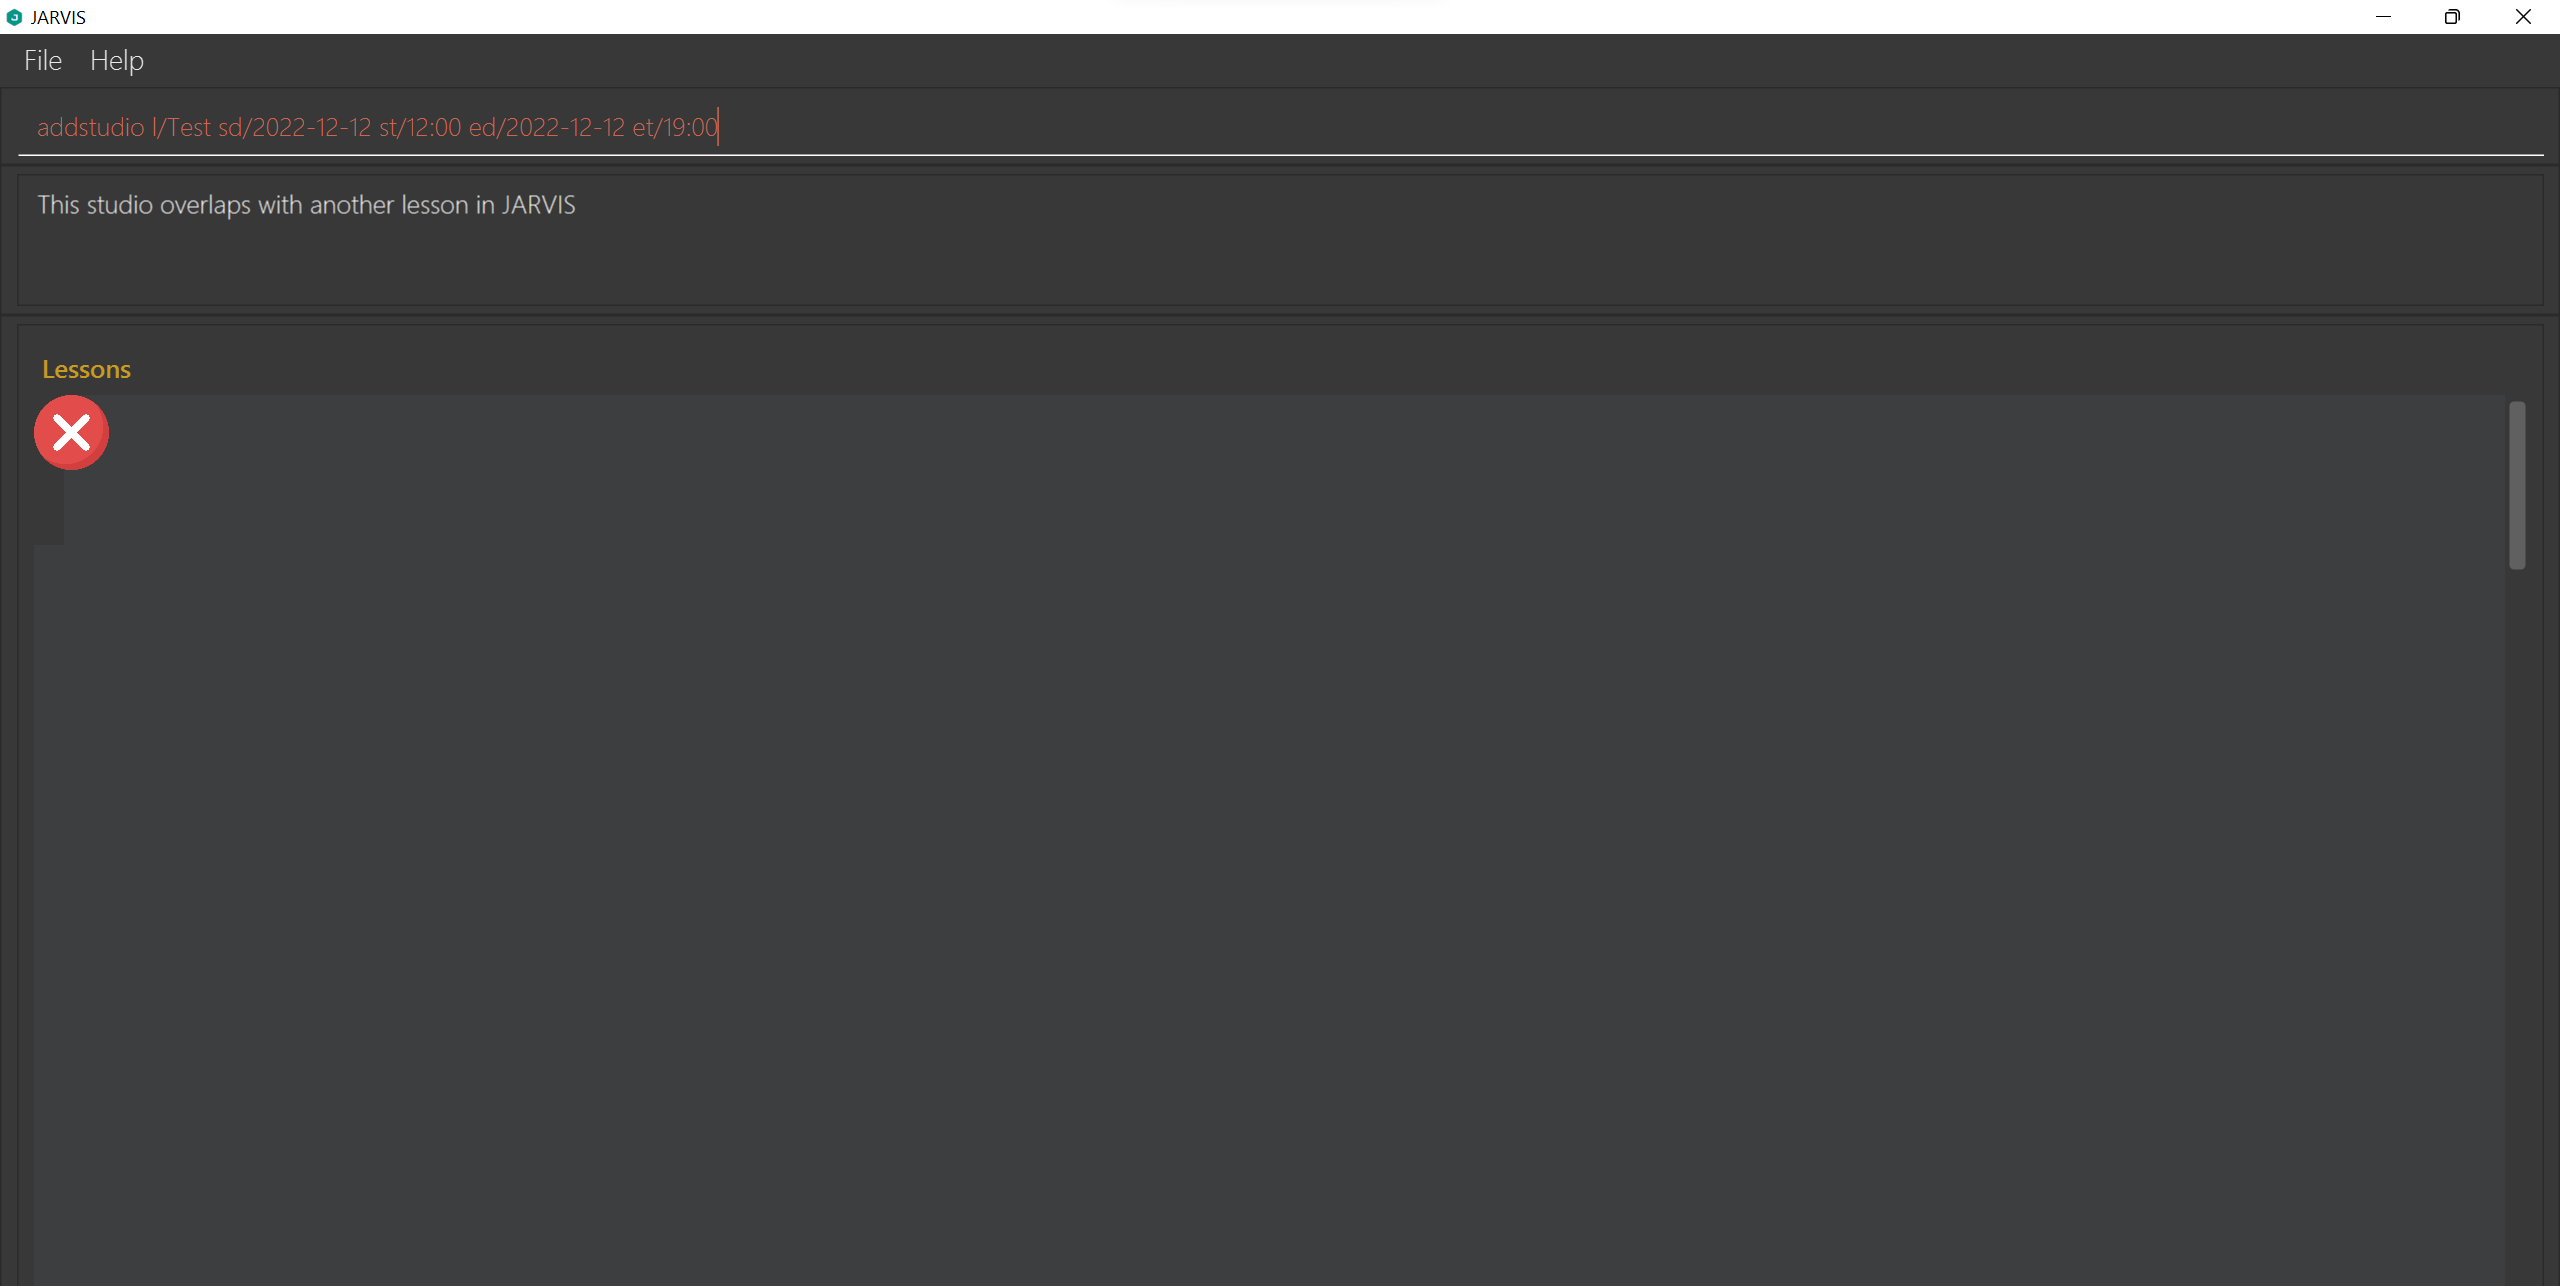 JARVIS
File Help
addstudio l/Test sd/2022-12-12 st/12:00 ed/2022-12-12 et/19:00
This studio overlaps with another lesson in JARVIS
Lessons